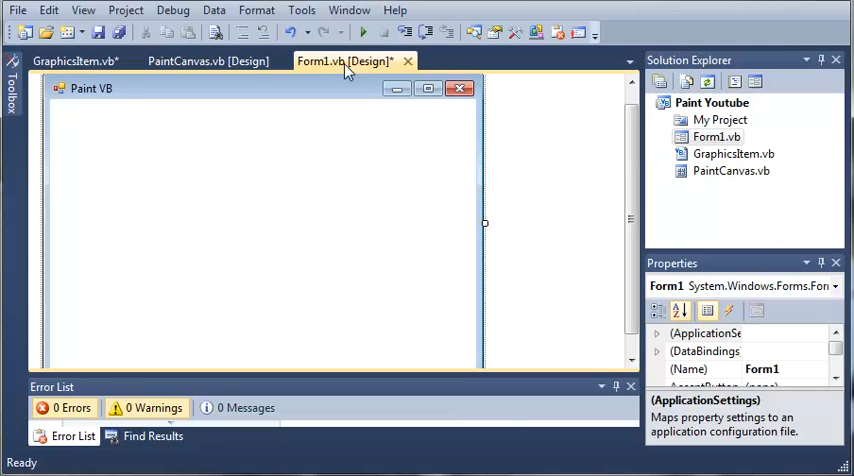 File Edit View Project Build Debug Data Format Tools Window Help
GraphicsItem.vb* PaintCanvas.vb [Design] Form1.vb [Design]*
Toolbox
Paint VB
Solution Explorer
Paint Youtube
My Project
Form1.vb
GraphicsItem.vb
PaintCanvas.vb
Properties
Form1 System.Windows.Forms.For
(ApplicationSe
(DataBindings)
(Name) Form1
AcceptButton (none)
(ApplicationSettings)
Maps property settings to an
application configuration file.
Error List
0 Errors 0 Warnings 0 Messages
Error List Find Results
Ready